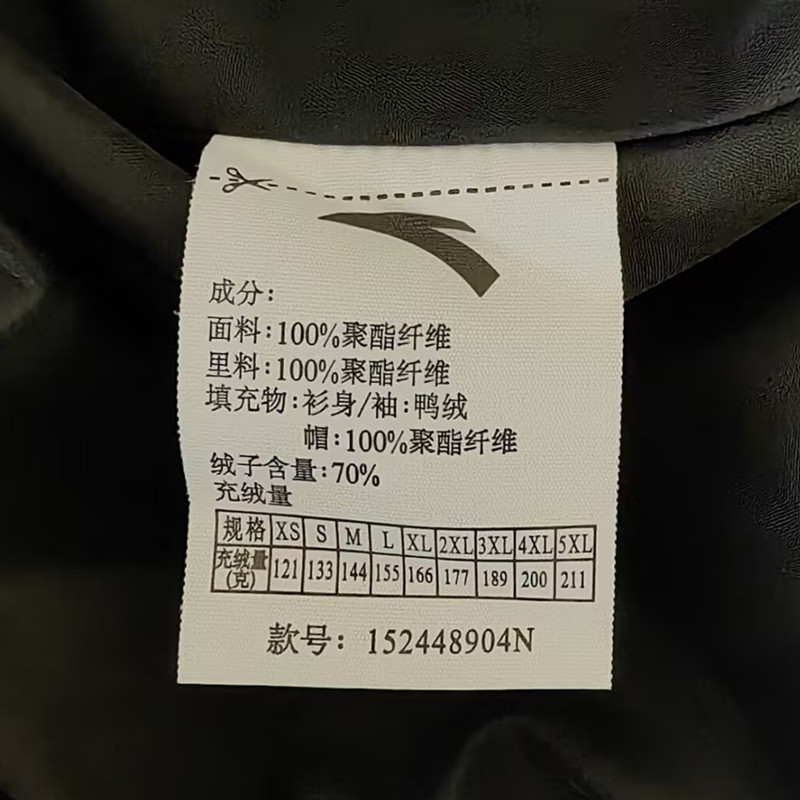 成分:
面料:100%聚酯纤维
里料:100%聚酯纤维
填充物:衫身/袖:鸭绒
帽:100%聚酯纤维
绒子含量:70%
充绒量
规格 XS S M L XL 2XL 3XL 4XL 5XL
充绒量(克) 121 133 144 155 166 177 189 200 211
款号: 152448904N